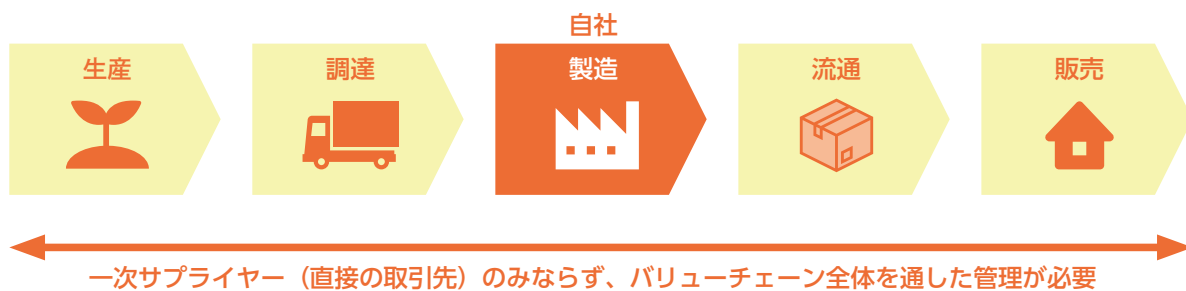 自社
生産
調達
製造
流通
販売
一次サプライヤー（直接の取引先）のみならず、バリューチェーン全体を通した管理が必要